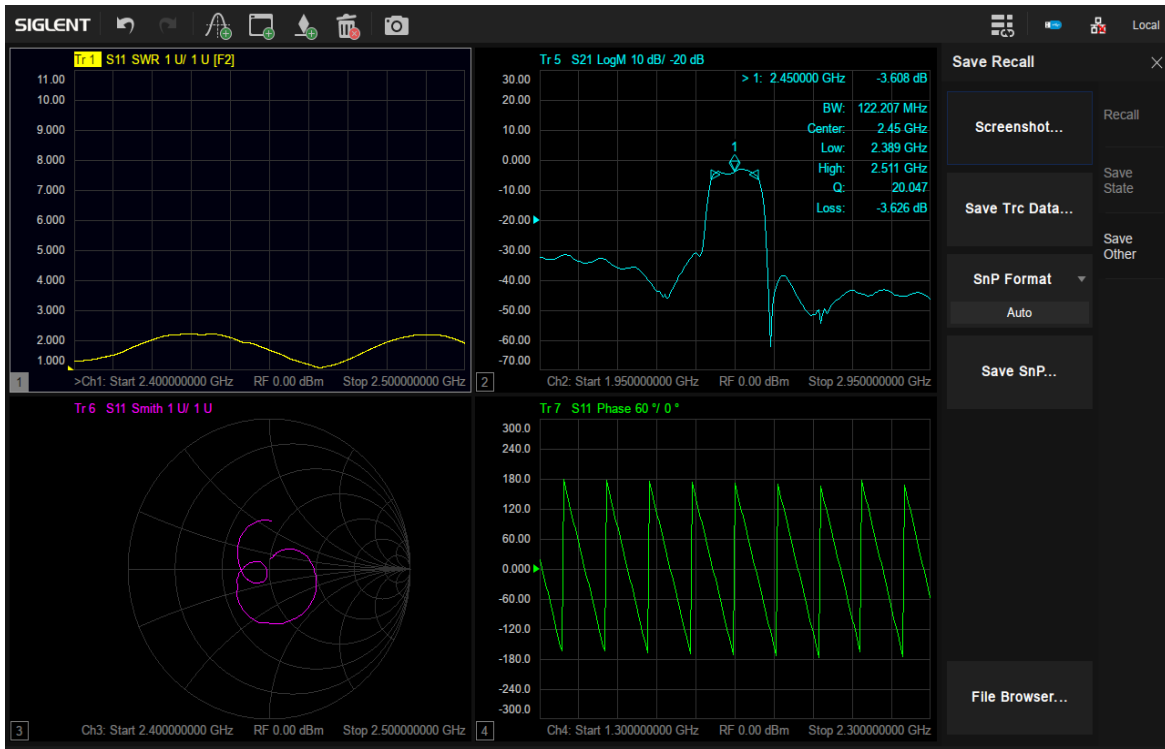 SIGLENT
Local
Tr 1 S11 SWR 1 U/ 1 U [F2]
11.00
10.00
9.000
8.000
7.000
6.000
5.000
4.000
3.000
2.000
1.000
1 >Ch1: Start 2.400000000 GHz RF 0.00 dBm Stop 2.500000000 GHz
Tr 5 S21 LogM 10 dB/ -20 dB
> 1: 2.450000 GHz -3.608 dB
BW: 122.207 MHz
Center: 2.45 GHz
Low: 2.389 GHz
High: 2.511 GHz
Q: 20.047
Loss: -3.626 dB
1
30.00
20.00
10.00
0.000
-10.00
-20.00
-30.00
-40.00
-50.00
-60.00
-70.00
2 Ch2: Start 1.950000000 GHz RF 0.00 dBm Stop 2.950000000 GHz
Tr 6 S11 Smith 1 U/ 1 U
3 Ch3: Start 2.400000000 GHz RF 0.00 dBm Stop 2.500000000 GHz
Tr 7 S11 Phase 60 °/ 0 °
300.0
240.0
180.0
120.0
60.00
0.000
-60.00
-120.0
-180.0
-240.0
-300.0
4 Ch4: Start 1.300000000 GHz RF 0.00 dBm Stop 2.300000000 GHz
Save Recall
Screenshot...
Save Trc Data...
SnP Format
Auto
Save SnP...
File Browser...
Recall
Save
State
Save
Other